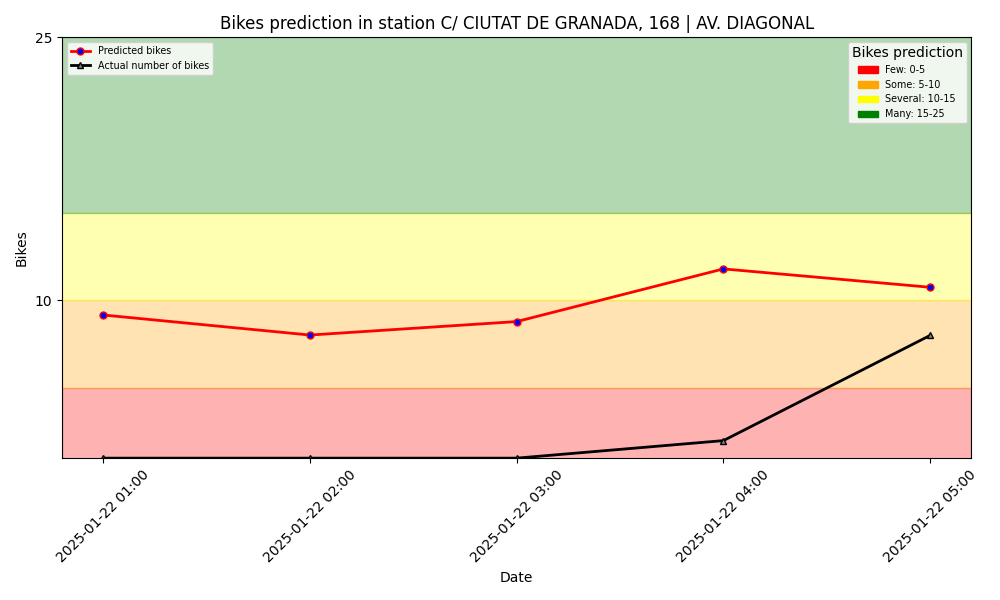 Bikes prediction in station C/ CIUTAT DE GRANADA, 168 | AV. DIAGONAL
25
Predicted bikes
Actual number of bikes
Bikes prediction
Few: 0-5
Some: 5-10
Several: 10-15
Many: 15-25
Bikes
10
2025-01-22 01:00
2025-01-22 02:00
2025-01-22 03:00
2025-01-22 04:00
2025-01-22 05:00
Date